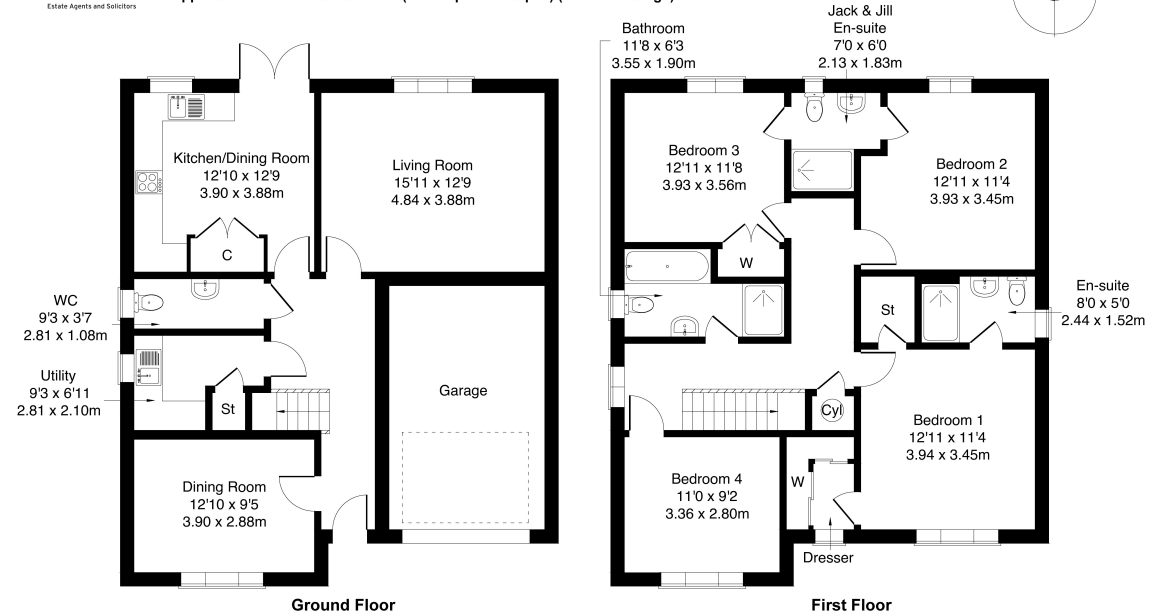 Estate Agents and Solicitors
Kitchen/Dining Room
12'10 x 12'9
3.90 x 3.88m
Living Room
15'11 x 12'9
4.84 x 3.88m
C
WC
9'3 x 3'7
2.81 x 1.08m
Utility
9'3 x 6'11
2.81 x 2.10m
St
Garage
Dining Room
12'10 x 9'5
3.90 x 2.88m
Ground Floor
Bathroom
11'8 x 6'3
3.55 x 1.90m
Jack & Jill
En-suite
7'0 x 6'0
2.13 x 1.83m
Bedroom 3
12'11 x 11'8
3.93 x 3.56m
Bedroom 2
12'11 x 11'4
3.93 x 3.45m
W
St
En-suite
8'0 x 5'0
2.44 x 1.52m
Cyl
Bedroom 1
12'11 x 11'4
3.94 x 3.45m
Bedroom 4
11'0 x 9'2
3.36 x 2.80m
W
Dresser
First Floor